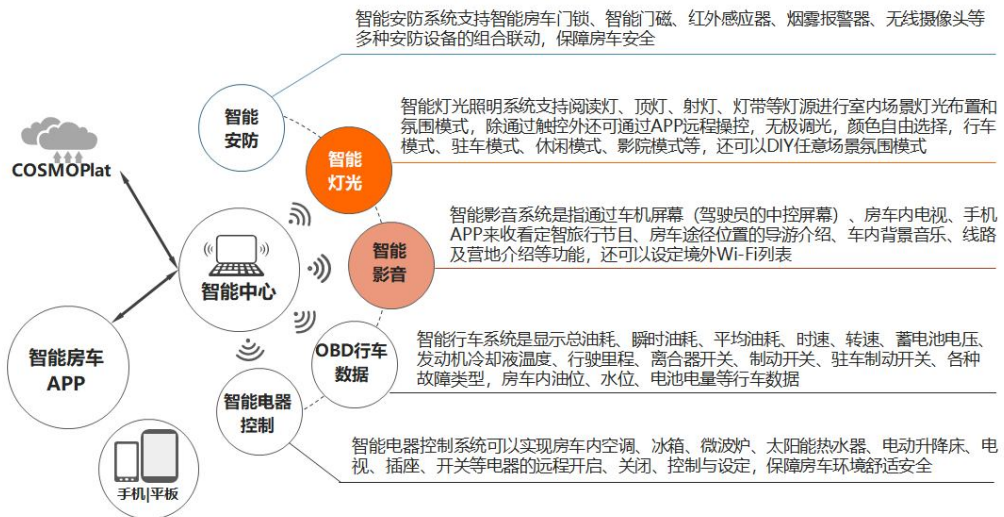 智能安防系统支持智能房车门锁、智能门磁、红外感应器、烟雾报警器、无线摄像头等
多种安防设备的组合联动，保障房车安全
智能
安防
智能灯光照明系统支持阅读灯、顶灯、射灯、灯带等灯源进行室内场景灯光布置和
氛围模式，除通过触控外还可通过APP远程操控，无极调光，颜色自由选择，行车
模式、驻车模式、休闲模式、影院模式等，还可以DIY任意场景氛围模式
智能
灯光
COSMOPlat
智能影音系统是指通过车机屏幕（驾驶员的中控屏幕）、房车内电视、手机
APP来收看定智旅行节目、房车途径位置的导游介绍、车内背景音乐、线路
及营地介绍等功能，还可以设定境外Wi-Fi列表
智能
影音
智能中心
智能房车
APP
OBD行车
数据
智能行车系统是显示总油耗、瞬时油耗、平均油耗、时速、转速、蓄电池电压、
发动机冷却液温度、行驶里程、离合器开关、制动开关、驻车制动开关、各种
故障类型，房车内油位、水位、电池电量等行车数据
智能电器
控制
智能电器控制系统可以实现房车内空调、冰箱、微波炉、太阳能热水器、电动升降床、电
视、插座、开关等电器的远程开启、关闭、控制与设定，保障房车环境舒适安全
手机|平板